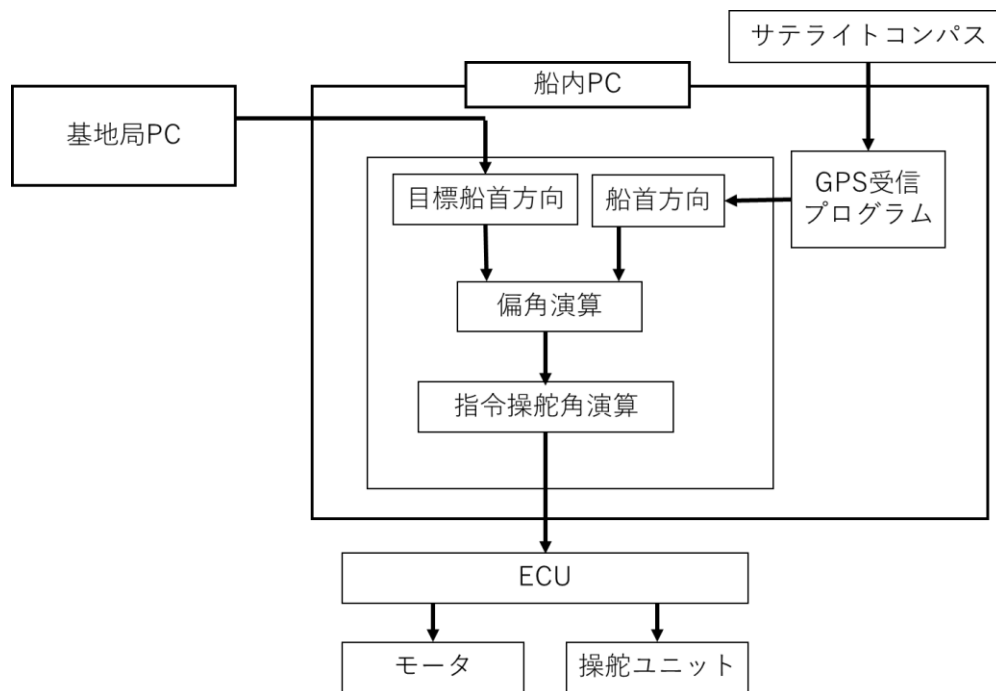 サテライトコンパス
船内PC
基地局PC
GPS受信
プログラム
目標船首方向
船首方向
偏角演算
指令操舵角演算
ECU
モータ
操舵ユニット